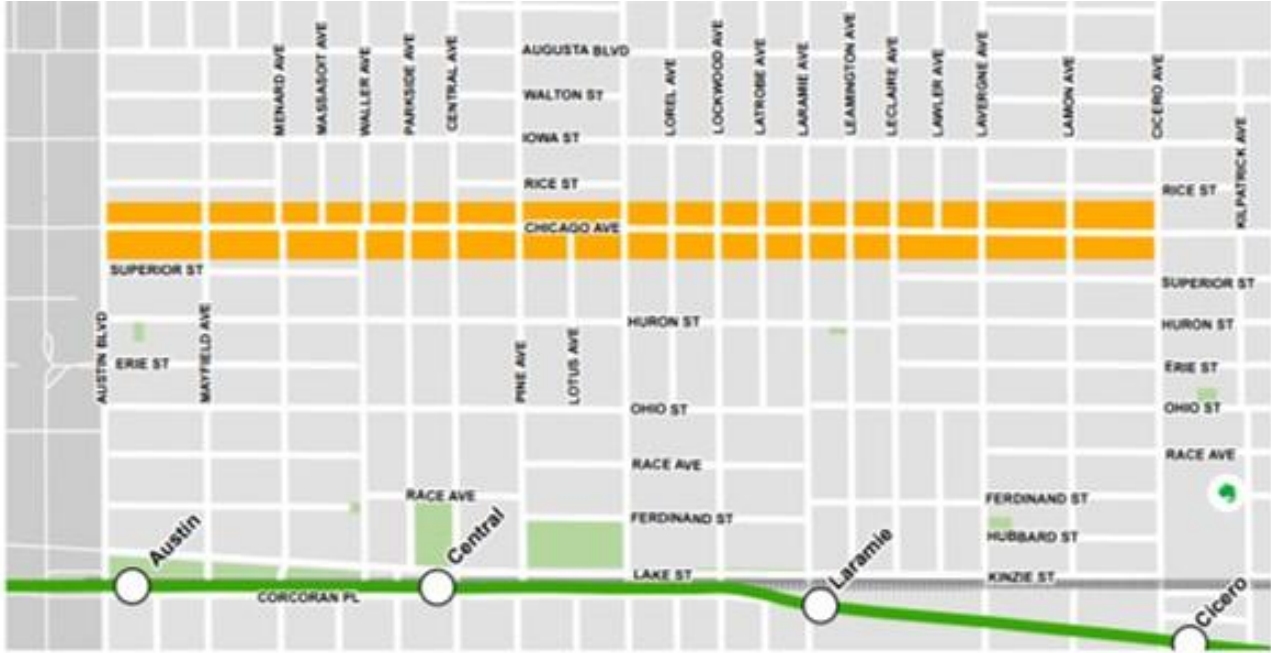 MENARD AVE
MASSASOIT AVE
WALLER AVE
PARKSIDE AVE
CENTRAL AVE
AUGUSTA BLVD
LOREL AVE
LOCKWOOD AVE
LATROBE AVE
LARAMIE AVE
LEAMINGTON AVE
LECLAIRE AVE
LAWLER AVE
LAVERGNE AVE
LAMON AVE
CICERO AVE
KILPATRICK AVE
WALTON ST
IOWA ST
RICE ST
RICE ST
CHICAGO AVE
SUPERIOR ST
SUPERIOR ST
AUSTIN BLVD
MAYFIELD AVE
HURON ST
HURON ST
ERIE ST
PINE AVE
LOTUS AVE
ERIE ST
OHIO ST
OHIO ST
RACE AVE
RACE AVE
RACE AVE
FERDINAND ST
FERDINAND ST
HUBBARD ST
Austin
Central
Laramie
LAKE ST
KINZIE ST
CORCORAN PL
Cicero